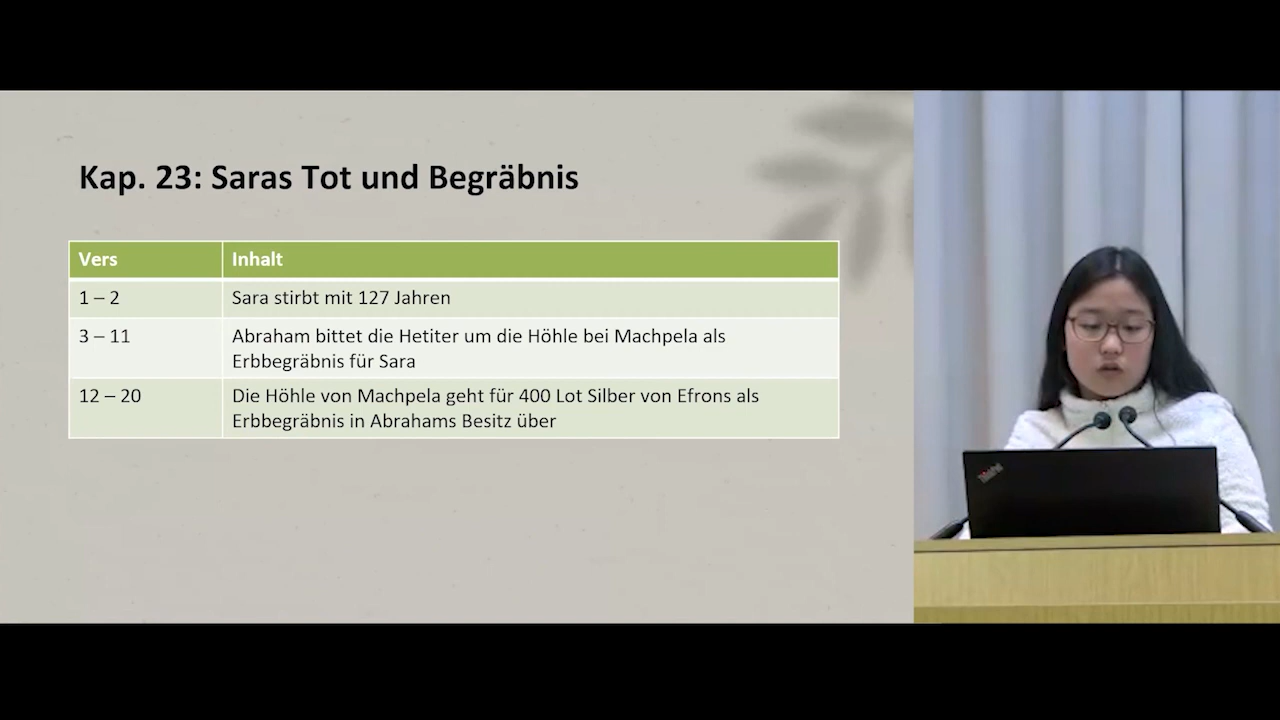 Kap. 23: Saras Tot und Begräbnis
Vers Inhalt
1 – 2 Sara stirbt mit 127 Jahren
3 – 11 Abraham bittet die Hetiter um die Höhle bei Machpela als
Erbbegräbnis für Sara
12 – 20 Die Höhle von Machpela geht für 400 Lot Silber von Efrons als
Erbbegräbnis in Abrahams Besitz über
ThinkPad